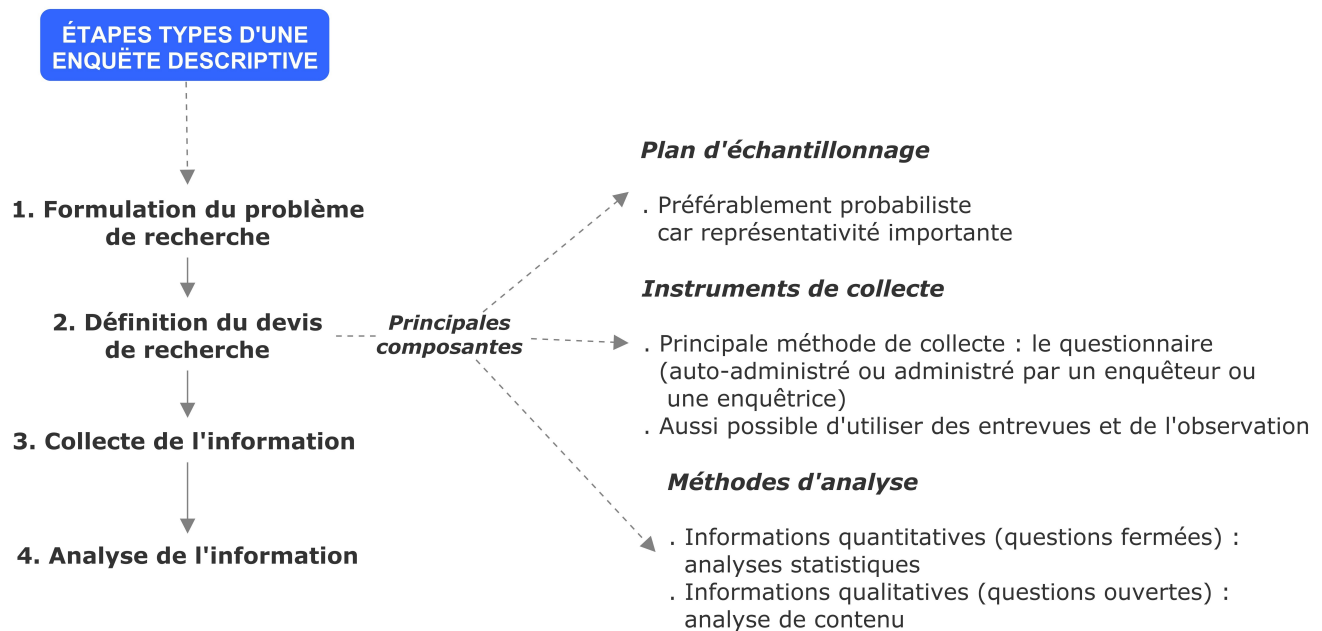 ÉTAPES TYPES D'UNE
ENQUËTE DESCRIPTIVE
1. Formulation du problème
de recherche
2. Définition du devis
de recherche
3. Collecte de l'information
4. Analyse de l'information
Principales
composantes
Plan d'échantillonnage
. Préférablement probabiliste
car représentativité importante
Instruments de collecte
. Principale méthode de collecte : le questionnaire
(auto-administré ou administré par un enquêteur ou
une enquêtrice)
. Aussi possible d'utiliser des entrevues et de l'observation
Méthodes d'analyse
. Informations quantitatives (questions fermées) :
analyses statistiques
. Informations qualitatives (questions ouvertes) :
analyse de contenu